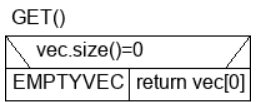 GET()
vec.size()=0
EMPTYVEC return vec[0]